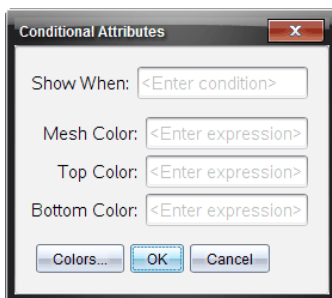 Conditional Attributes
Show When: <Enter condition>
Mesh Color: <Enter expression>
Top Color: <Enter expression>
Bottom Color: <Enter expression>
Colors... OK Cancel